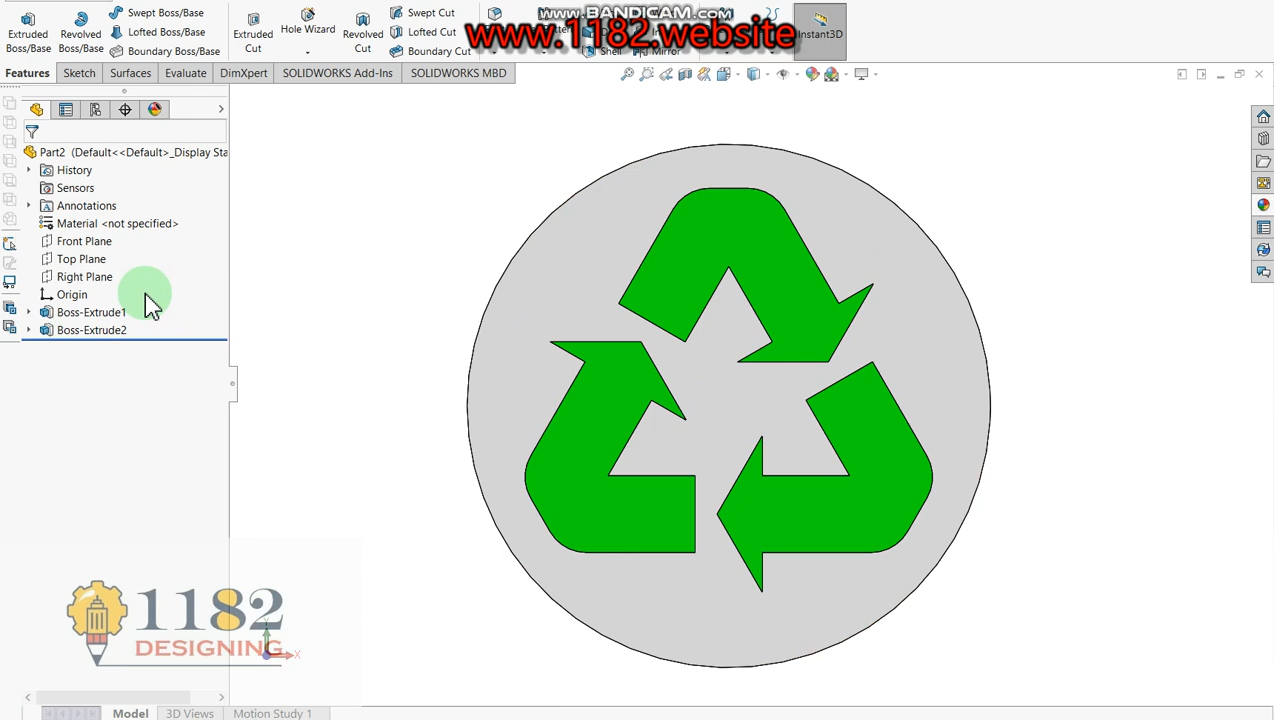 www.BANDICAM.com
www.1182.website
Extruded Boss/Base
Revolved Boss/Base
Swept Boss/Base
Lofted Boss/Base
Boundary Boss/Base
Extruded Cut
Hole Wizard
Revolved Cut
Swept Cut
Lofted Cut
Boundary Cut
Shell
Mirror
Instant3D
Features
Sketch
Surfaces
Evaluate
DimXpert
SOLIDWORKS Add-Ins
SOLIDWORKS MBD
Part2 (Default<<Default>_Display Sta
History
Sensors
Annotations
Material <not specified>
Front Plane
Top Plane
Right Plane
Origin
Boss-Extrude1
Boss-Extrude2
1182
DESIGNING
Y
X
Model
3D Views
Motion Study 1